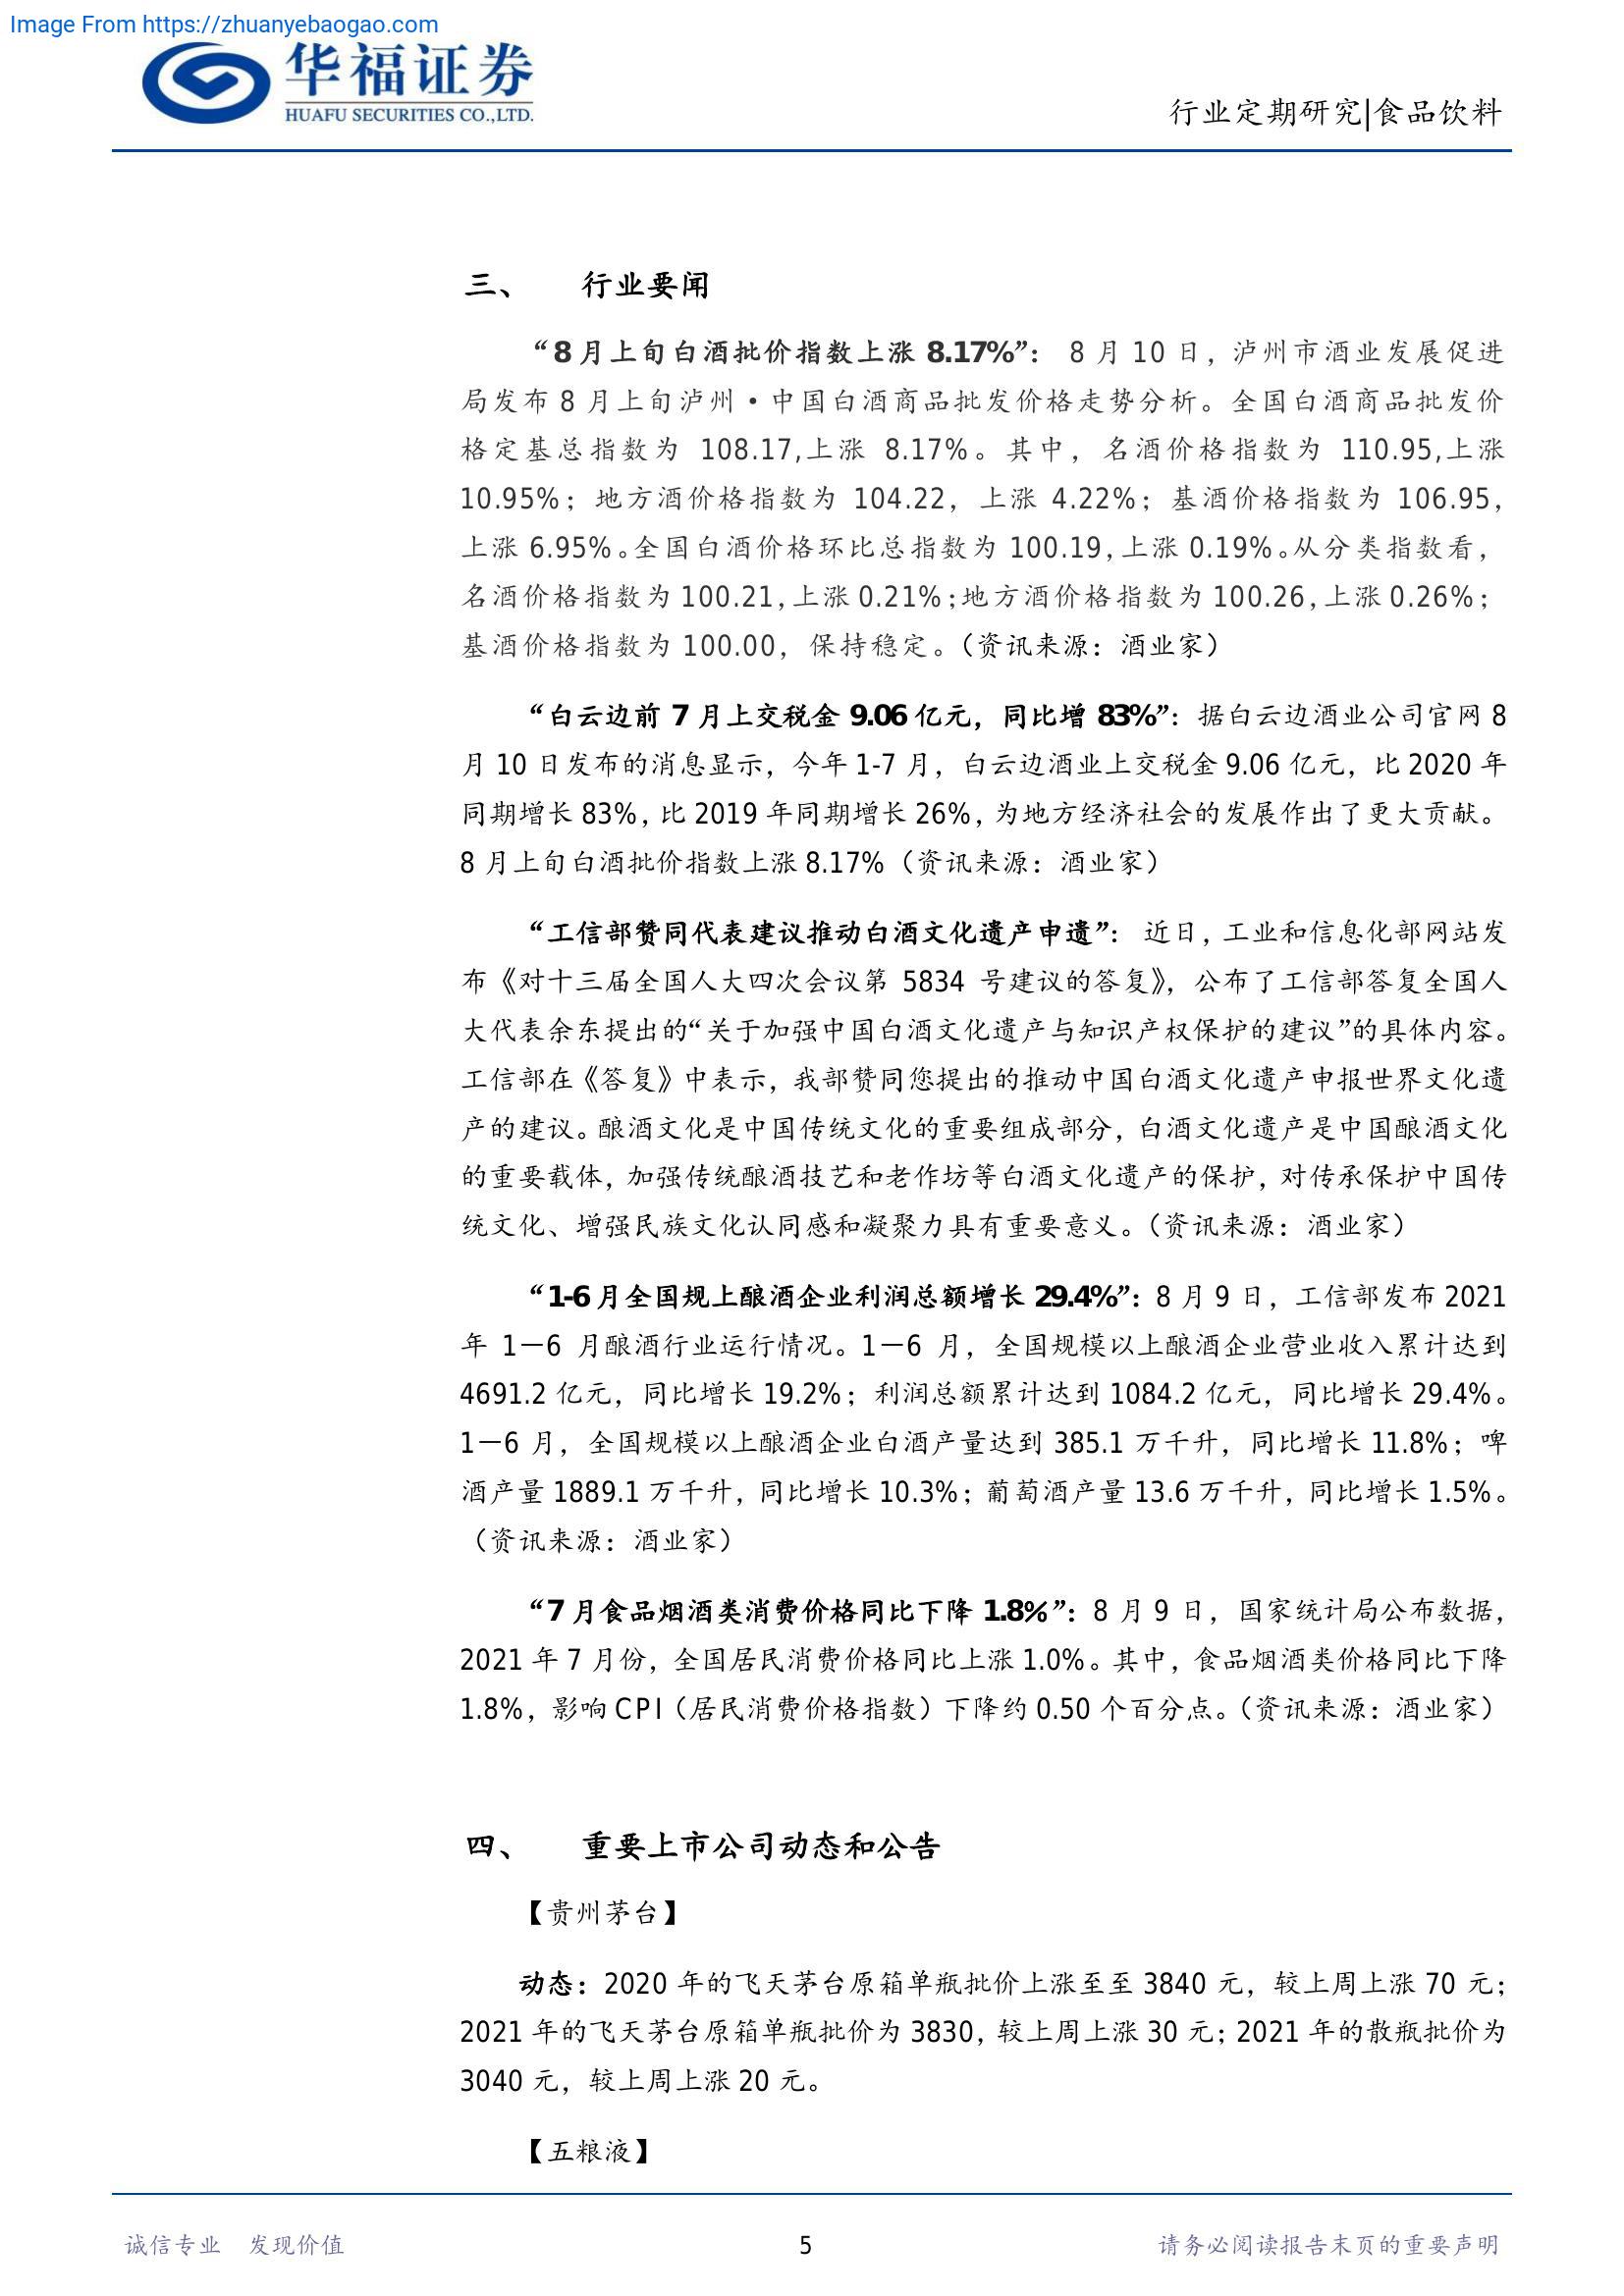 Image From https://zhuanyebaogao.com
华福证券
HUAFU SECURITIES CO.,LTD.
行业定期研究|食品饮料
三、 行业要闻
“8月上旬白酒批价指数上涨 8.17%”： 8 月 10 日，泸州市酒业发展促进
局发布 8 月上旬泸州·中国白酒商品批发价格走势分析。全国白酒商品批发价
格定基总指数为 108.17,上涨 8.17%。其中，名酒价格指数为 110.95,上涨
10.95%；地方酒价格指数为 104.22，上涨 4.22%；基酒价格指数为 106.95，
上涨 6.95%。全国白酒价格环比总指数为 100.19,上涨 0.19%。从分类指数看，
名酒价格指数为 100.21,上涨 0.21%;地方酒价格指数为 100.26,上涨 0.26%；
基酒价格指数为 100.00，保持稳定。（资讯来源：酒业家）
“白云边前 7 月上交税金 9.06 亿元，同比增 83%”：据白云边酒业公司官网 8
月 10 日发布的消息显示，今年 1-7 月，白云边酒业上交税金 9.06 亿元，比 2020 年
同期增长 83%，比 2019 年同期增长 26%，为地方经济社会的发展作出了更大贡献。
8 月上旬白酒批价指数上涨 8.17%（资讯来源：酒业家）
“工信部赞同代表建议推动白酒文化遗产申遗”： 近日，工业和信息化部网站发
布《对十三届全国人大四次会议第 5834 号建议的答复》，公布了工信部答复全国人
大代表余东提出的“关于加强中国白酒文化遗产与知识产权保护的建议”的具体内容。
工信部在《答复》中表示，我部赞同您提出的推动中国白酒文化遗产申报世界文化遗
产的建议。酿酒文化是中国传统文化的重要组成部分，白酒文化遗产是中国酿酒文化
的重要载体，加强传统酿酒技艺和老作坊等白酒文化遗产的保护，对传承保护中国传
统文化、增强民族文化认同感和凝聚力具有重要意义。（资讯来源：酒业家）
“1-6月全国规上酿酒企业利润总额增长 29.4%”：8 月 9 日，工信部发布 2021
年 1—6 月酿酒行业运行情况。1—6 月，全国规模以上酿酒企业营业收入累计达到
4691.2 亿元，同比增长 19.2%；利润总额累计达到 1084.2 亿元，同比增长 29.4%。
1—6 月，全国规模以上酿酒企业白酒产量达到 385.1 万千升，同比增长 11.8%；啤
酒产量 1889.1 万千升，同比增长 10.3%；葡萄酒产量 13.6 万千升，同比增长 1.5%。
（资讯来源：酒业家）
“7月食品烟酒类消费价格同比下降 1.8%”：8 月 9 日，国家统计局公布数据，
2021 年 7 月份，全国居民消费价格同比上涨 1.0%。其中，食品烟酒类价格同比下降
1.8%，影响 CPI（居民消费价格指数）下降约 0.50 个百分点。（资讯来源：酒业家）
四、 重要上市公司动态和公告
【贵州茅台】
动态：2020 年的飞天茅台原箱单瓶批价上涨至至 3840 元，较上周上涨 70 元；
2021 年的飞天茅台原箱单瓶批价为 3830，较上周上涨 30 元；2021 年的散瓶批价为
3040 元，较上周上涨 20 元。
【五粮液】
诚信专业 发现价值
5
请务必阅读报告末页的重要声明